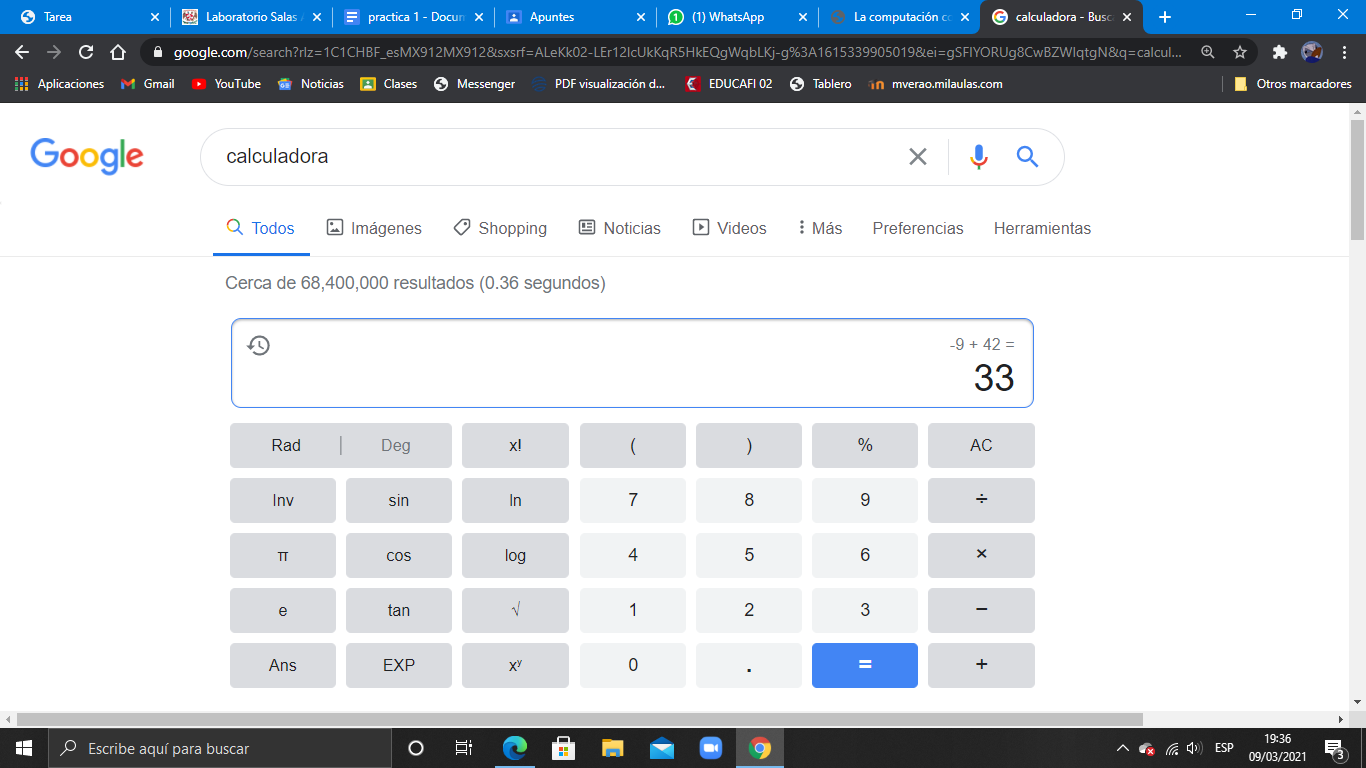 Tarea
Laboratorio Salas
practica 1 - Docum
Apuntes
(1) WhatsApp
La computación co
calculadora - Busc
google.com/search?rlz=1C1CHBF_esMX912MX912&sxsrf=ALeKk02-LEr12IcUkKqR5HkEQgWqbLKj-g%3A1615339905019&ei=gSFIYORUg8CwBZWIqtgN&q=calcul...
Aplicaciones
Gmail
YouTube
Noticias
Clases
Messenger
PDF visualización d...
EDUCAFI 02
Tablero
mverao.milaulas.com
Otros marcadores
Google
calculadora
Todos
Imágenes
Shopping
Noticias
Videos
Más
Preferencias
Herramientas
Cerca de 68,400,000 resultados (0.36 segundos)
-9 + 42 =
33
Rad | Deg x! ( ) % AC
Inv sin ln 7 8 9 ÷
π cos log 4 5 6 ×
e tan √ 1 2 3 −
Ans EXP xʸ 0 . = +
Escribe aquí para buscar
ESP
19:36
09/03/2021
3